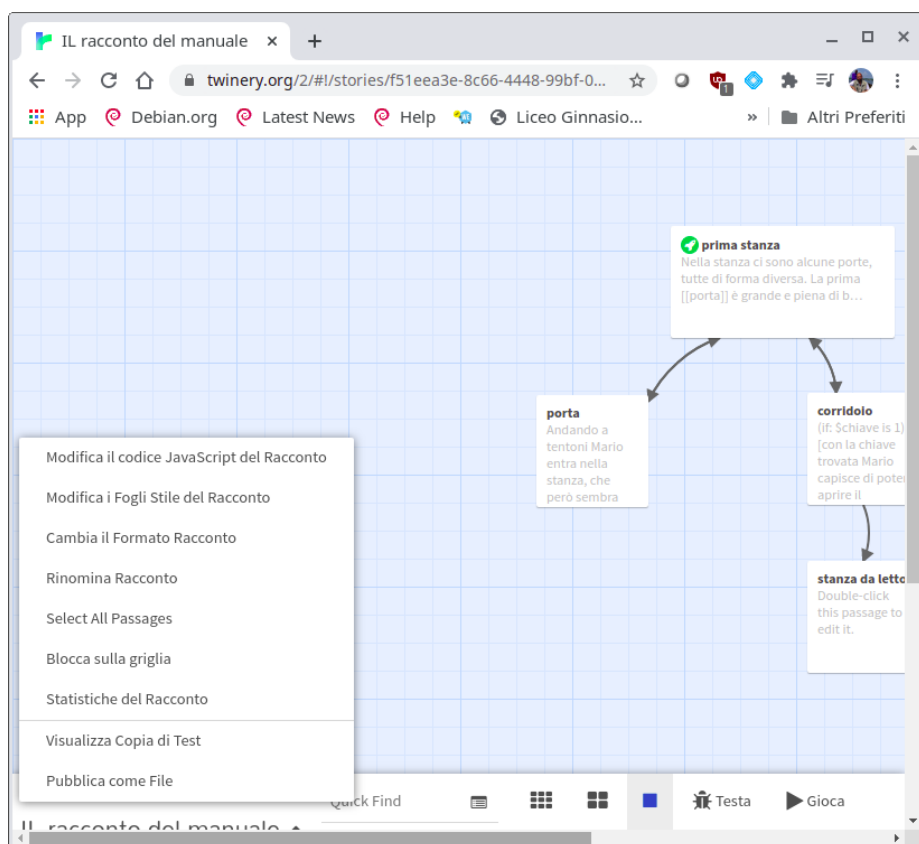 IL racconto del manuale
twinery.org/2/#!/stories/f51eea3e-8c66-4448-99bf-0...
1
App
Debian.org
Latest News
Help
Liceo Ginnasio...
»
Altri Preferiti
prima stanza
Nella stanza ci sono alcune porte,
tutte di forma diversa. La prima
[[porta]] è grande e piena di b…
porta
Andando a
tentoni Mario
entra nella
stanza, che
però sembra
corridoio
(if: $chiave is 1)
[con la chiave
trovata Mario
capisce di poter
aprire il
stanza da letto
Double-click
this passage to
edit it.
Modifica il codice JavaScript del Racconto
Modifica i Fogli Stile del Racconto
Cambia il Formato Racconto
Rinomina Racconto
Select All Passages
Blocca sulla griglia
Statistiche del Racconto
Visualizza Copia di Test
Pubblica come File
Quick Find
Testa
Gioca
IL racconto del manuale